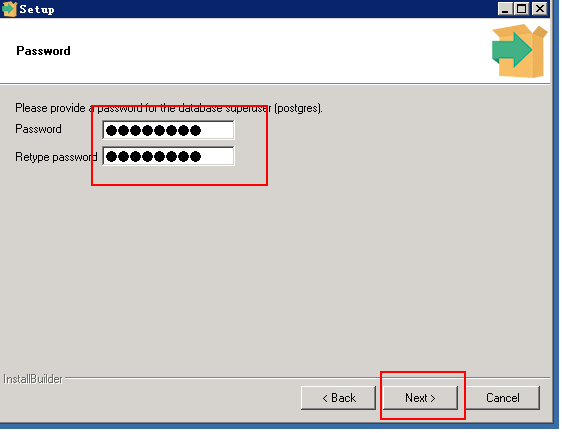 Setup
Password
Please provide a password for the database superuser (postgres).
Password
Retype password
InstallBuilder
< Back
Next >
Cancel